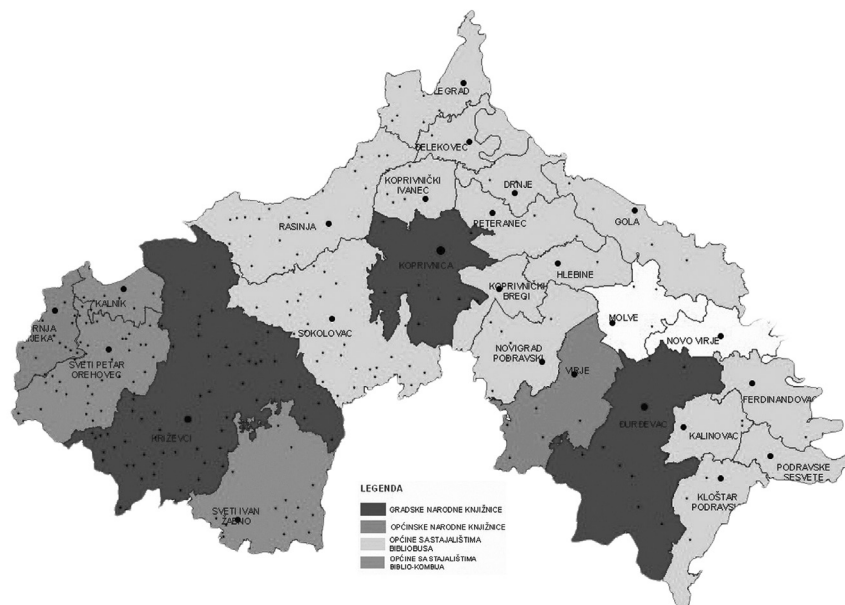 LEGRAD
ĐELEKOVEC
KOPRIVNIČKI
IVANEC
DRNJE
RASINJA
PETERANEC
GOLA
KOPRIVNICA
HLEBINE
KOPRIVNIČKI
BREGI
KALNIK
SOKOLOVAC
MOLVE
NOVO VIRJE
SVETI PETAR
OREHOVEC
NOVIGRAD
PODRAVSKI
VIRJE
FERDINANDOVAC
KRIŽEVCI
ĐURĐEVAC
KALINOVAC
PODRAVSKE
SESVETE
KLOŠTAR
PODRAVSKI
SVETI IVAN
ŽABNO
LEGENDA
GRADSKE NARODNE KNJIŽNICE
OPĆINSKE NARODNE KNJIŽNICE
OPĆINE SA STAJALIŠTIMA
BIBLIOBUSA
OPĆINE SA STAJALIŠTIMA
BIBLIO-KOMBIJA